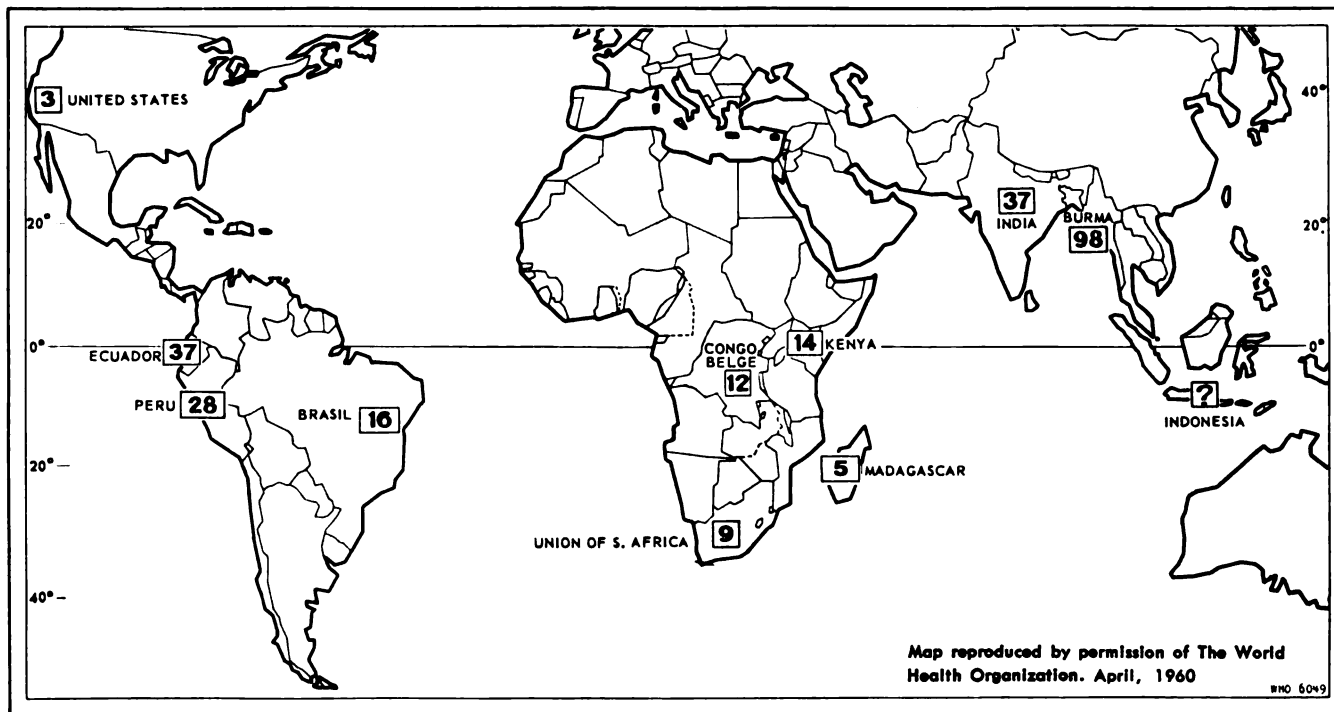 40°
3 UNITED STATES
40°
37
INDIA
BURMA
98
20°
20°
0°
ECUADOR 37
CONGO
BELGE
12
14 KENYA
0°
PERU 28
BRASIL 16
?
INDONESIA
20°
5 MADAGASCAR
20°
UNION OF S. AFRICA 9
40°
Map reproduced by permission of The World
Health Organization. April, 1960
WHO 6049